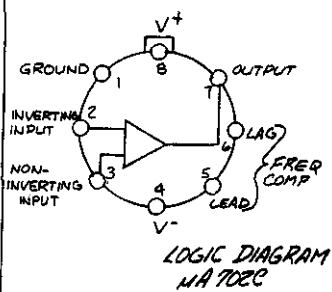 V+
8
GROUND
1
OUTPUT
7
INVERTING
INPUT
2
LAG
6
FREQ
COMP
NON-
INVERTING
INPUT
3
5
LEAD
4
V-
LOGIC DIAGRAM
μA 702C